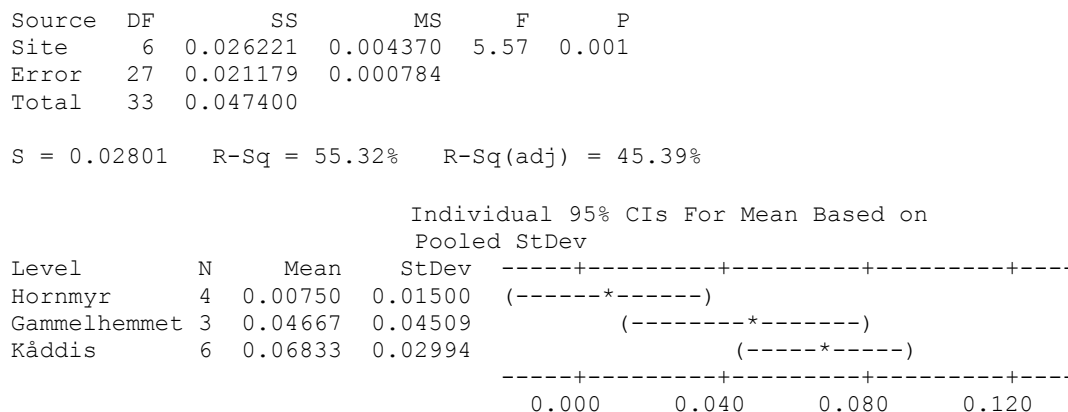 Source  DF        SS        MS     F      P
Site     6  0.026221  0.004370  5.57  0.001
Error   27  0.021179  0.000784
Total   33  0.047400
S = 0.02801   R-Sq = 55.32%   R-Sq(adj) = 45.39%
Individual 95% CIs For Mean Based on
Pooled StDev
Level        N     Mean    StDev  -----+---------+---------+---------+----
Hornmyr      4  0.00750  0.01500  (------*------)
Gammelhemmet 3  0.04667  0.04509          (--------*-------)
Kåddis       6  0.06833  0.02994                  (-----*-----)
-----+---------+---------+---------+----
0.000     0.040     0.080     0.120